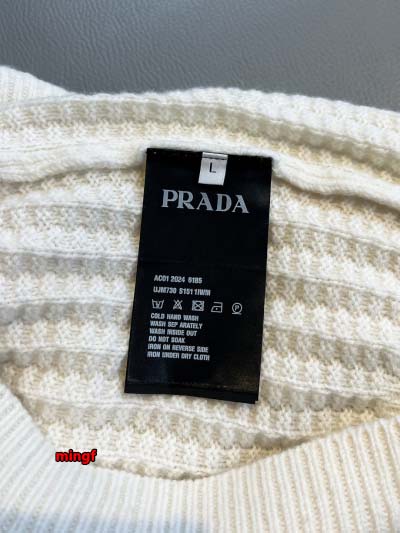 L
PRADA
AC01 2024 61B5
UJM730 S151 1IWM
COLD HAND WASH
WASH SEP ARATELY
WASH INSIDE OUT
DO NOT SOAK
IRON ON REVERSE SIDE
IRON UNDER DRY CLOTH
mingf